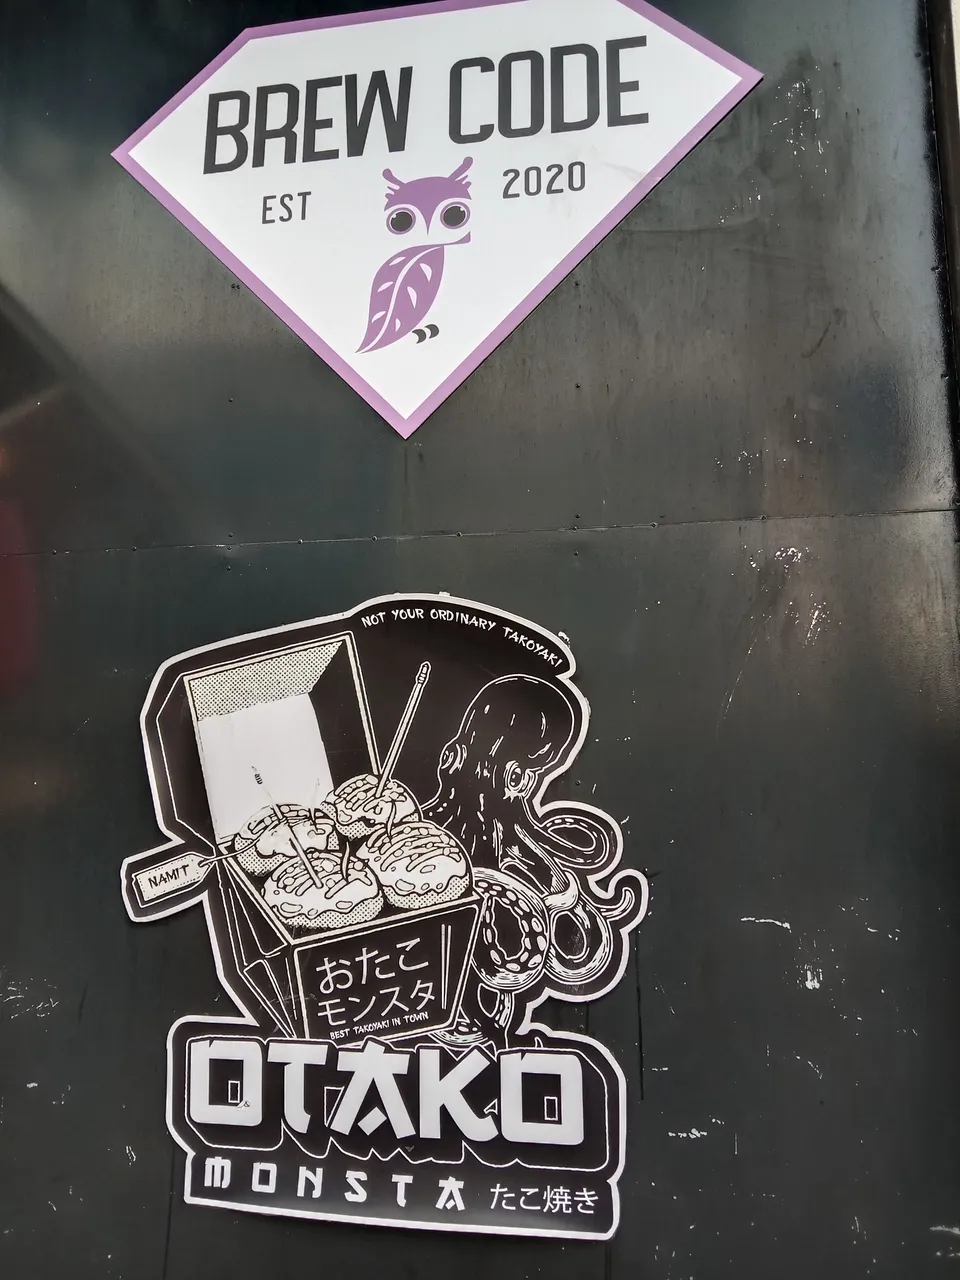 BREW CODE
EST 2020
NOT YOUR ORDINARY TAKOYAKI
NAMIT
おたこ
モンスタ
BEST TAKOYAKI IN TOWN
OTAKO
MONSTA たこ焼き